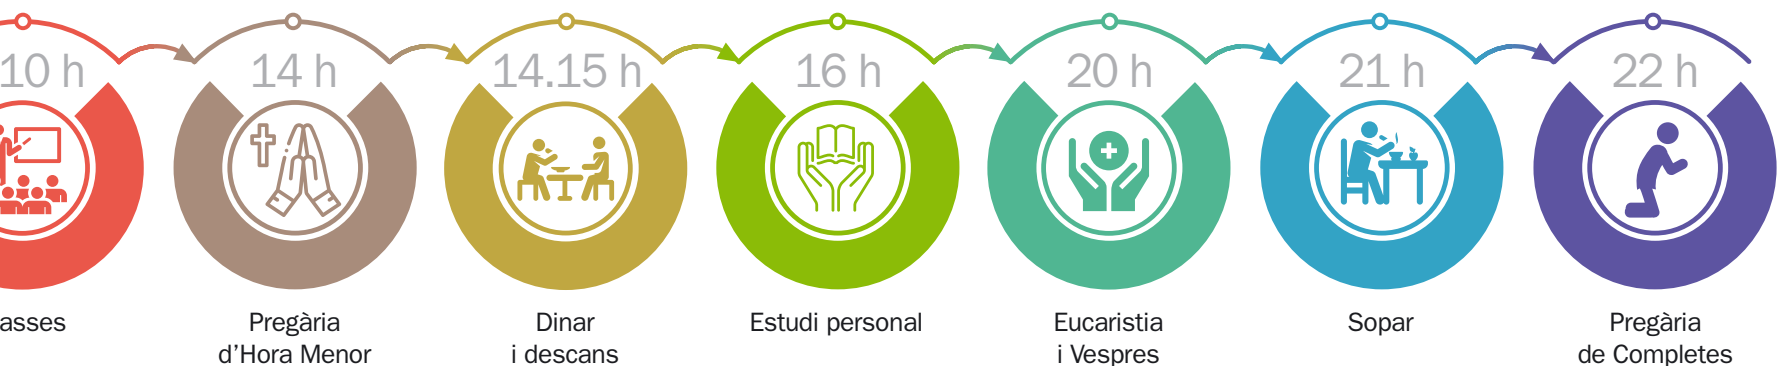 10 h
asses
14 h
Pregària
d’Hora Menor
14.15 h
Dinar
i descans
16 h
Estudi personal
20 h
Eucaristia
i Vespres
21 h
Sopar
22 h
Pregària
de Completes